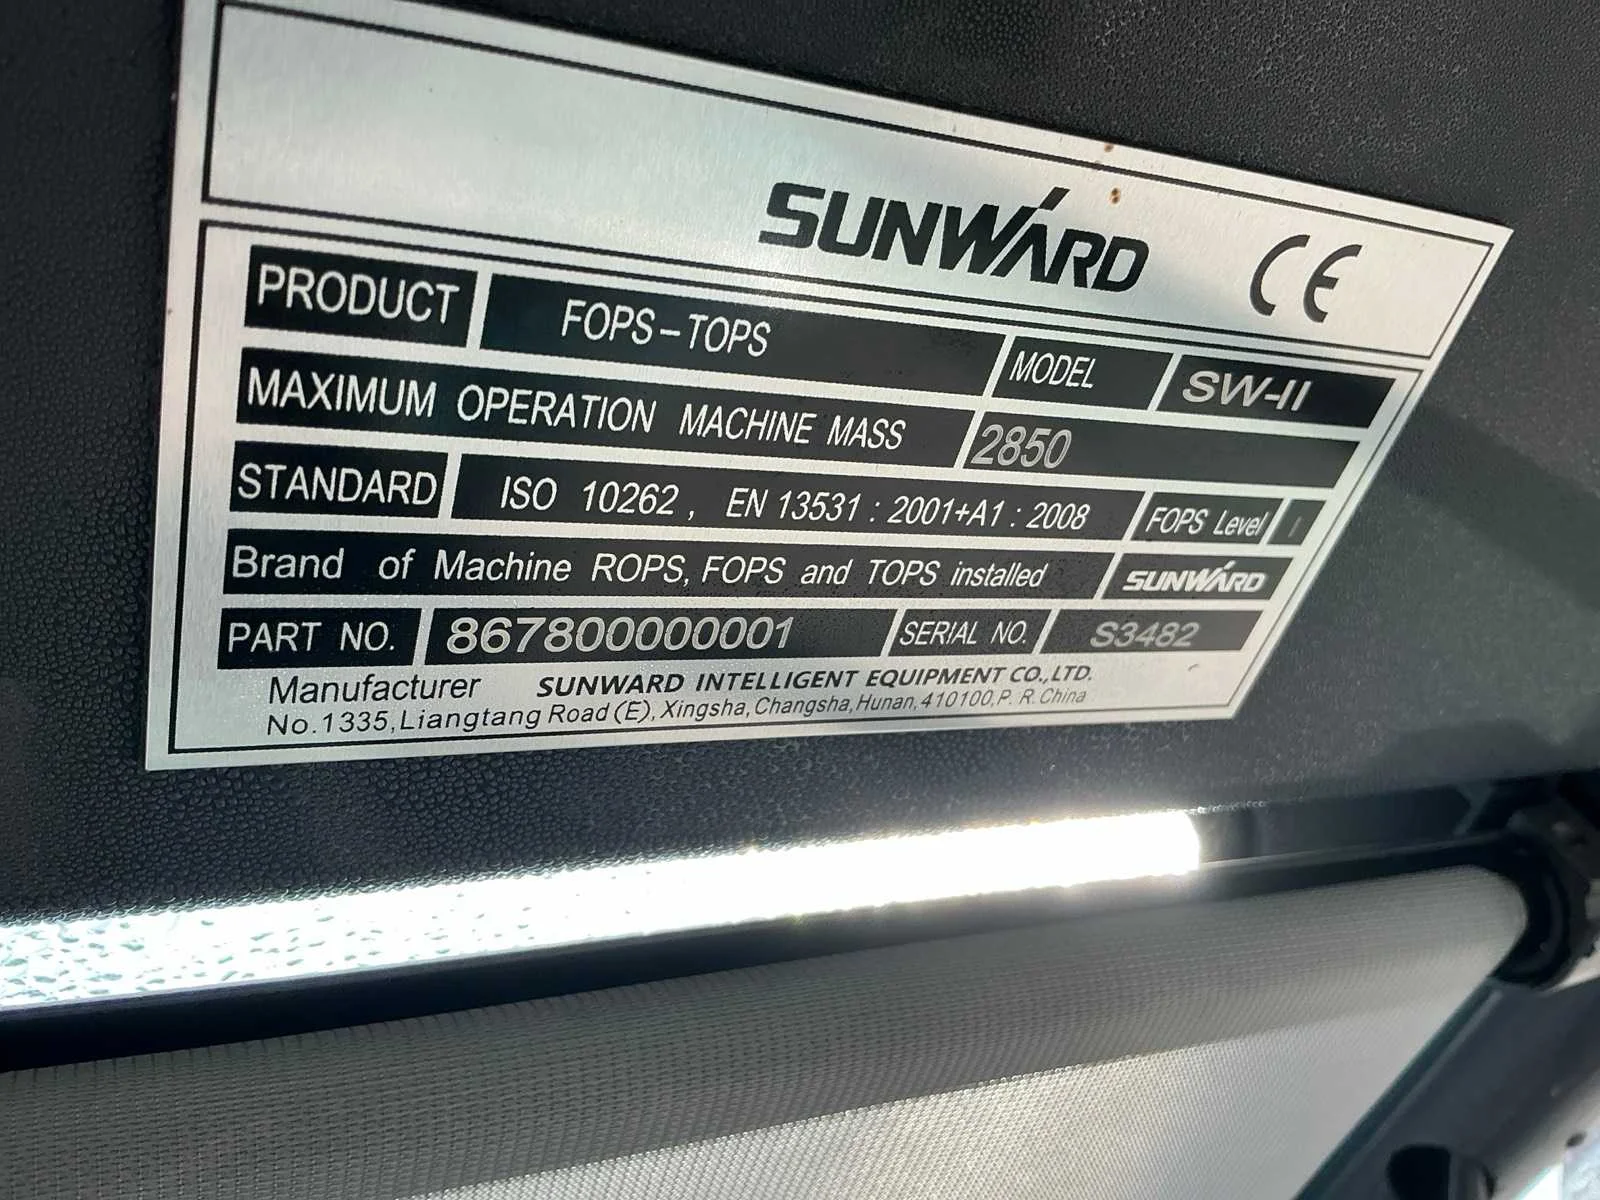 SUNWARD CE
PRODUCT FOPS-TOPS MODEL SW-II
MAXIMUM OPERATION MACHINE MASS 2850
STANDARD ISO 10262, EN 13531 : 2001+A1 : 2008 FOPS Level I
Brand of Machine ROPS, FOPS and TOPS installed SUNWARD
PART NO. 867800000001 SERIAL NO. S3482
Manufacturer SUNWARD INTELLIGENT EQUIPMENT CO.,LTD.
No.1335,Liangtang Road (E), Xingsha, Changsha, Hunan, 410100, P. R. China